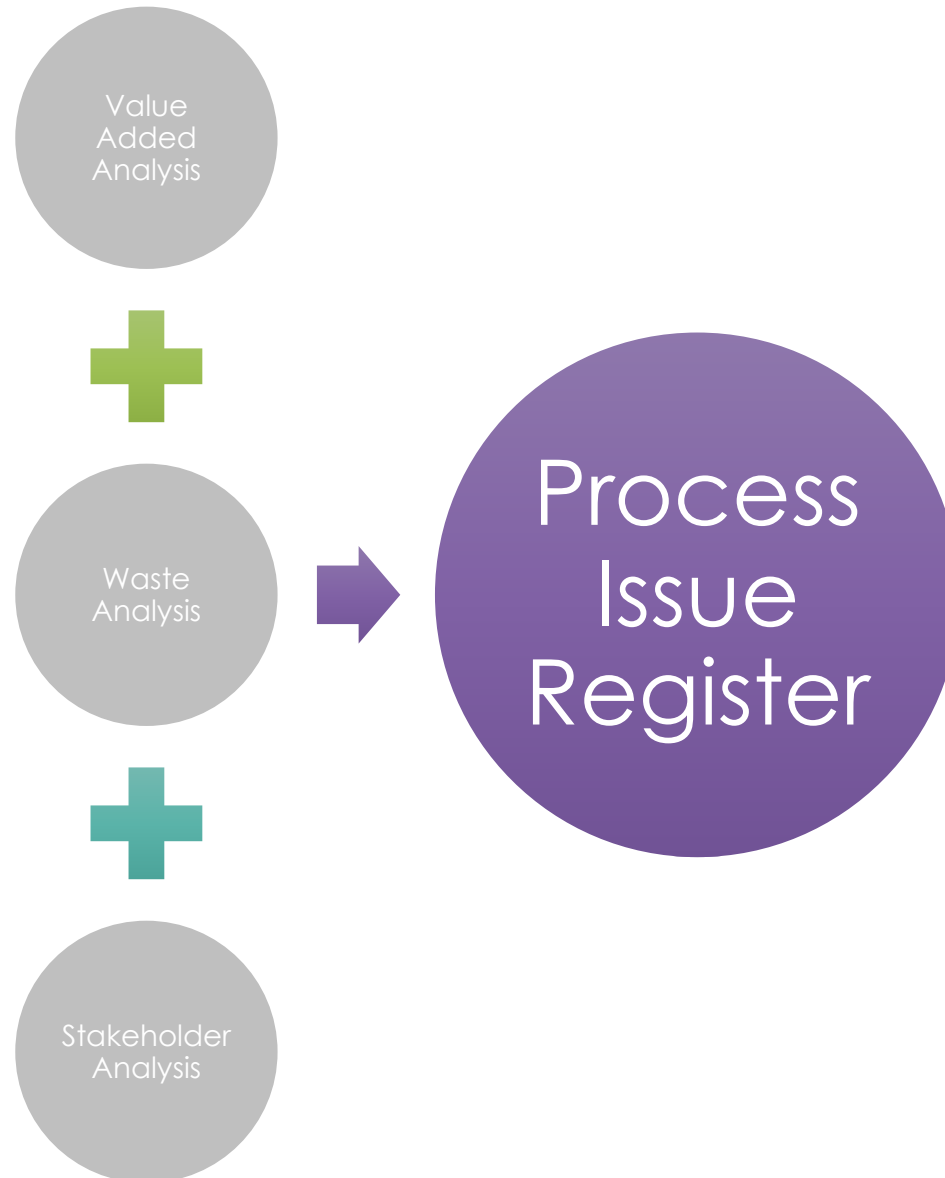 Value
Added
Analysis
Waste
Analysis
Process
Issue
Register
Stakeholder
Analysis